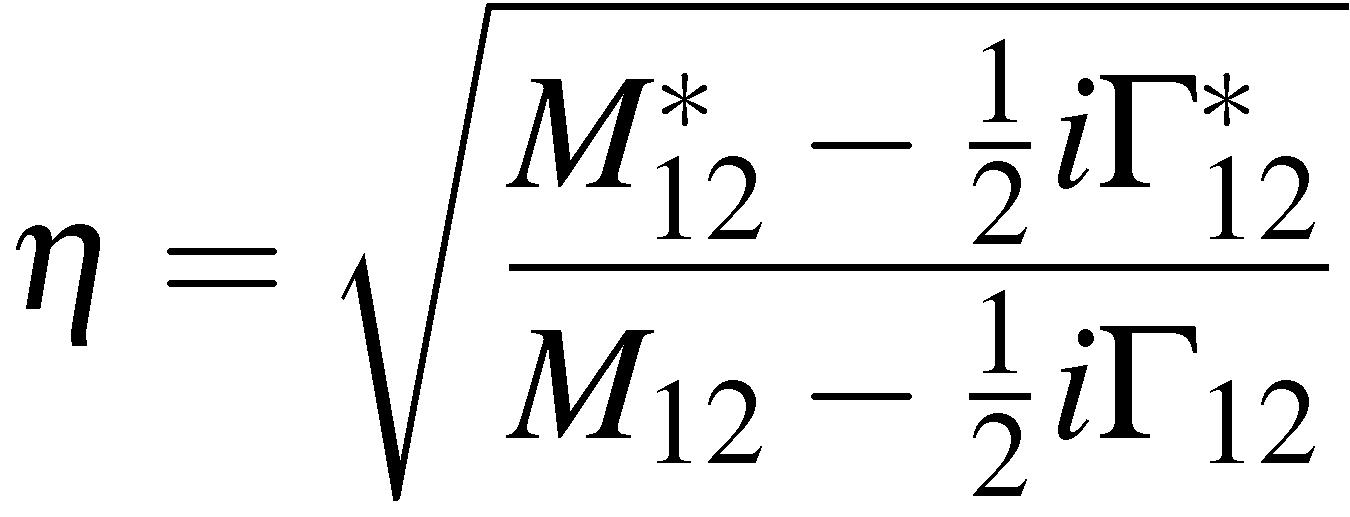 η = √((M*₁₂ − ½iΓ*₁₂)/(M₁₂ − ½iΓ₁₂))